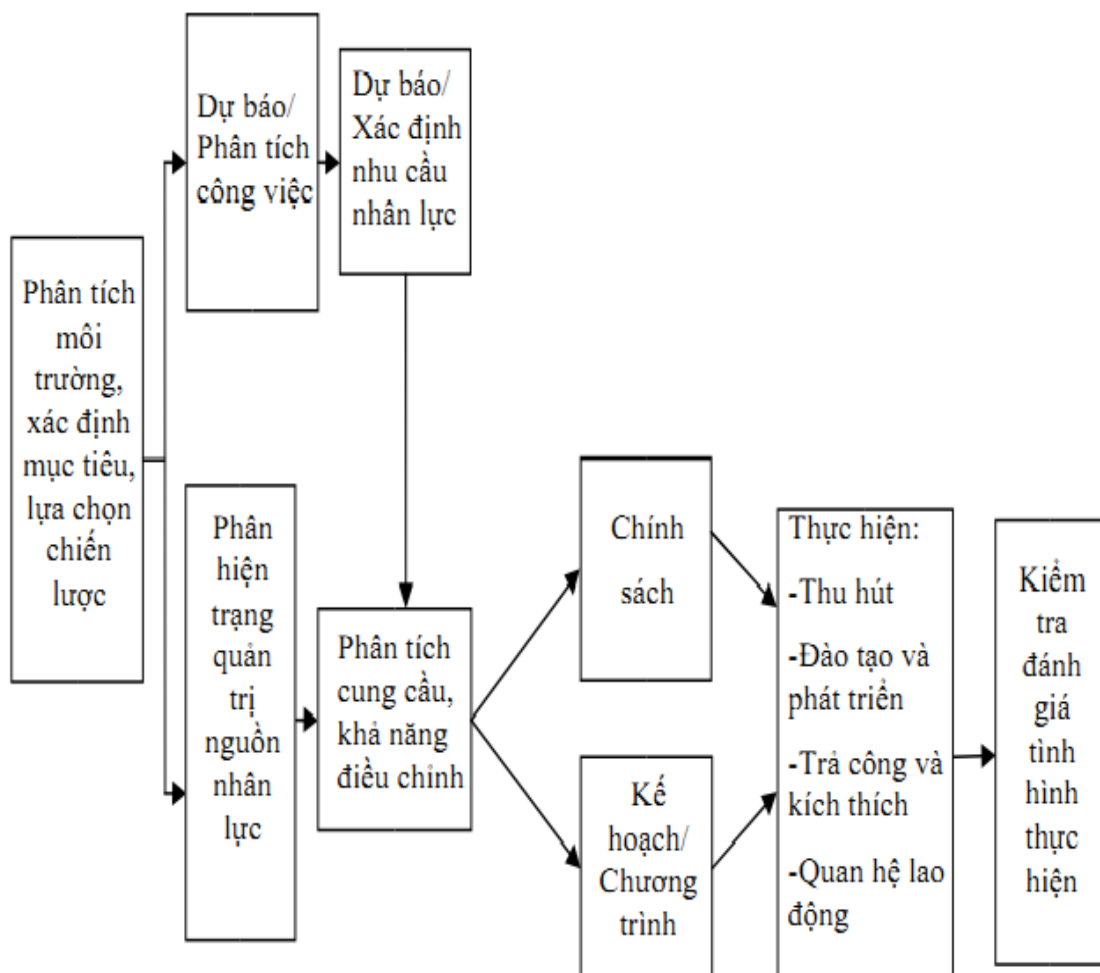 Phân tích
môi
trường,
xác định
mục tiêu,
lựa chọn
chiến
lược
Dự báo/
Phân tích
công việc
Dự báo/
Xác định
nhu cầu
nhân lực
Phân
hiện
trạng
quản
trị
nguồn
nhân
lực
Phân tích
cung cầu,
khả năng
điều chỉnh
Chính
sách
Kế
hoạch/
Chương
trình
Thực hiện:
-Thu hút
-Đào tạo và
phát triển
-Trả công và
kích thích
-Quan hệ lao
động
Kiểm
tra
đánh
giá
tình
hình
thực
hiện